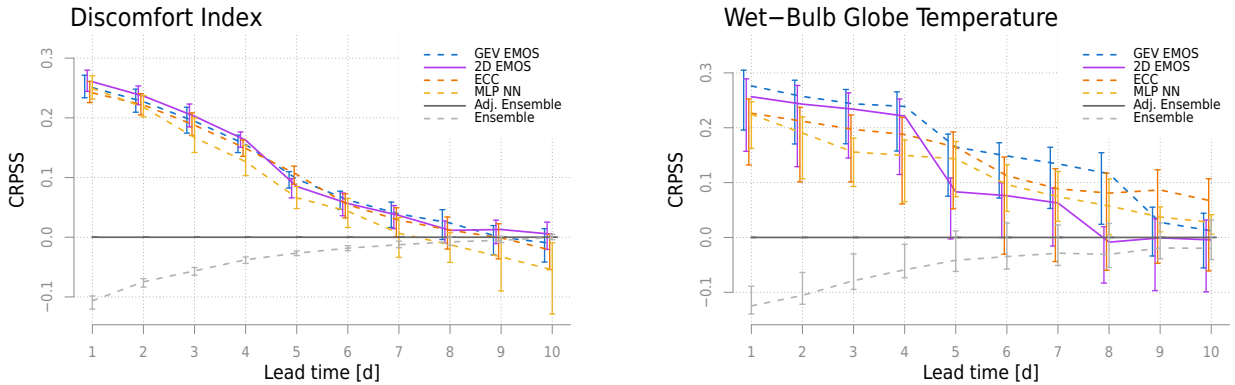 Discomfort Index
GEV EMOS
2D EMOS
ECC
MLP NN
Adj. Ensemble
Ensemble
CRPSS
0.3
0.2
0.1
0.0
−0.1
1 2 3 4 5 6 7 8 9 10
Lead time [d]
Wet−Bulb Globe Temperature
GEV EMOS
2D EMOS
ECC
MLP NN
Adj. Ensemble
Ensemble
CRPSS
0.3
0.2
0.1
0.0
−0.1
1 2 3 4 5 6 7 8 9 10
Lead time [d]